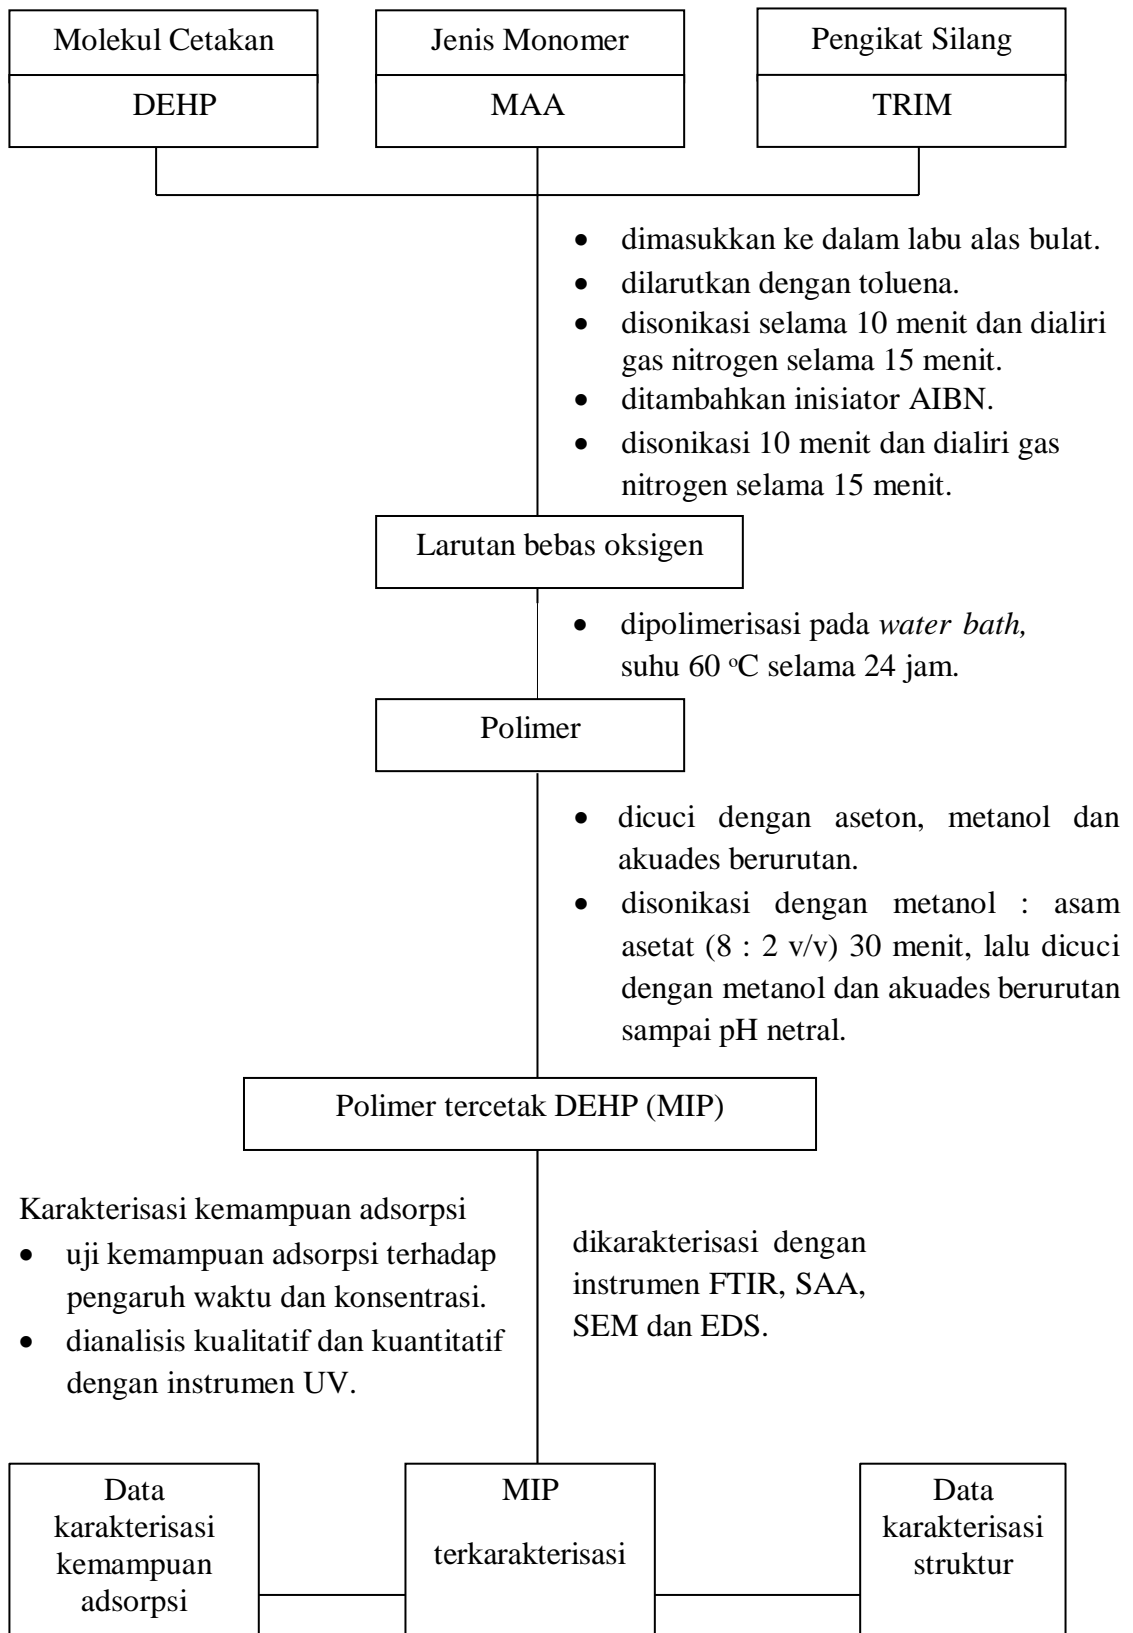 Molekul Cetakan
Jenis Monomer
Pengikat Silang
DEHP
MAA
TRIM
• dimasukkan ke dalam labu alas bulat.
• dilarutkan dengan toluena.
• disonikasi selama 10 menit dan dialiri
gas nitrogen selama 15 menit.
• ditambahkan inisiator AIBN.
• disonikasi 10 menit dan dialiri gas
nitrogen selama 15 menit.
Larutan bebas oksigen
• dipolimerisasi pada water bath,
suhu 60 °C selama 24 jam.
Polimer
• dicuci dengan aseton, metanol dan
akuades berurutan.
• disonikasi dengan metanol : asam
asetat (8 : 2 v/v) 30 menit, lalu dicuci
dengan metanol dan akuades berurutan
sampai pH netral.
Polimer tercetak DEHP (MIP)
Karakterisasi kemampuan adsorpsi
• uji kemampuan adsorpsi terhadap
pengaruh waktu dan konsentrasi.
• dianalisis kualitatif dan kuantitatif
dengan instrumen UV.
dikarakterisasi dengan
instrumen FTIR, SAA,
SEM dan EDS.
Data
karakterisasi
kemampuan
adsorpsi
MIP
terkarakterisasi
Data
karakterisasi
struktur